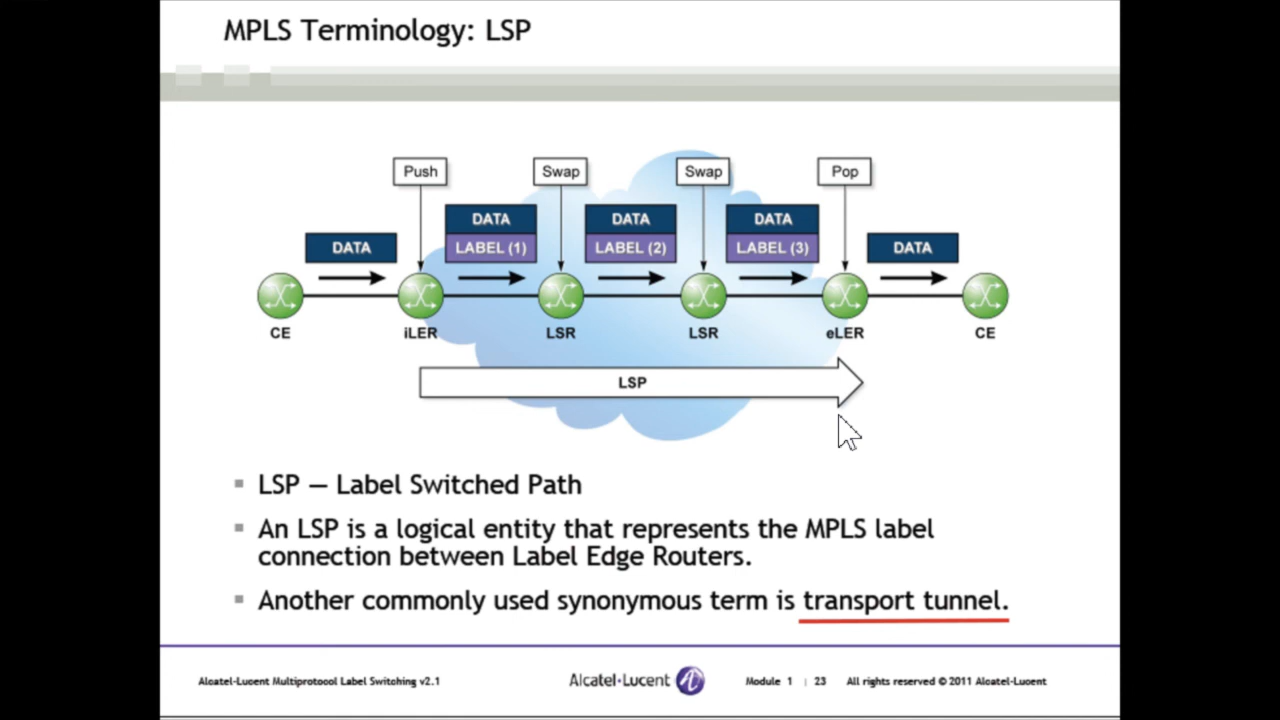 MPLS Terminology: LSP
Push
Swap
Swap
Pop
DATA
DATA
DATA
DATA
LABEL (1)
LABEL (2)
LABEL (3)
DATA
CE
iLER
LSR
LSR
eLER
CE
LSP
LSP — Label Switched Path
An LSP is a logical entity that represents the MPLS label
connection between Label Edge Routers.
Another commonly used synonymous term is transport tunnel.
Alcatel-Lucent Multiprotocol Label Switching v2.1
Alcatel·Lucent
Module 1 | 23
All rights reserved © 2011 Alcatel-Lucent